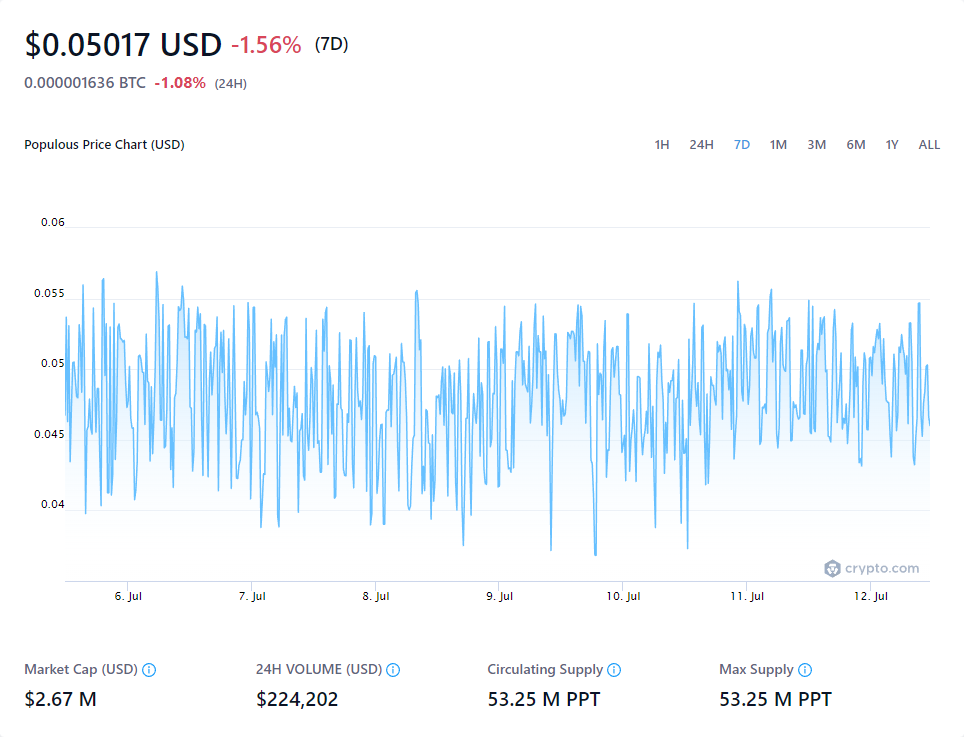 $0.05017 USD -1.56% (7D)
0.000001636 BTC -1.08% (24H)
Populous Price Chart (USD) 1H 24H 7D 1M 3M 6M 1Y ALL
0.06
0.055
0.05
0.045
0.04
crypto.com
6. Jul 7. Jul 8. Jul 9. Jul 10. Jul 11. Jul 12. Jul
Market Cap (USD) 24H VOLUME (USD) Circulating Supply Max Supply
$2.67 M $224,202 53.25 M PPT 53.25 M PPT